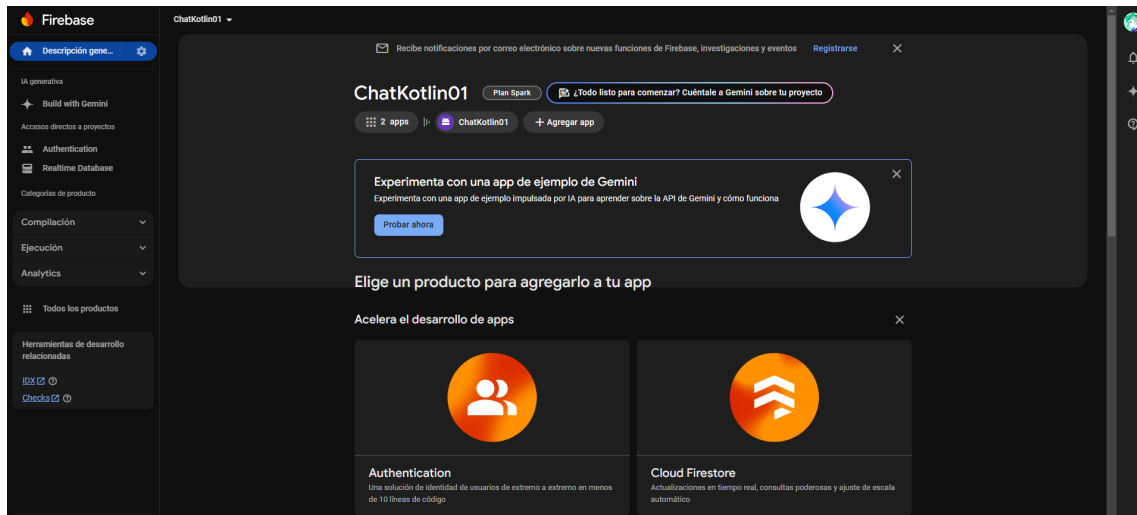 Firebase
ChatKotlin01
Descripción gene...
Recibe notificaciones por correo electrónico sobre nuevas funciones de Firebase, investigaciones y eventos
Registrarse
IA generativa
Build with Gemini
Accesos directos a proyectos
Authentication
Realtime Database
Categorías de producto
Compilación
Ejecución
Analytics
Todos los productos
Herramientas de desarrollo
relacionadas
IDX
Checks
ChatKotlin01
Plan Spark
¿Todo listo para comenzar? Cuéntale a Gemini sobre tu proyecto
2 apps
ChatKotlin01
+ Agregar app
Experimenta con una app de ejemplo de Gemini
Experimenta con una app de ejemplo impulsada por IA para aprender sobre la API de Gemini y cómo funciona
Probar ahora
Elige un producto para agregarlo a tu app
Acelera el desarrollo de apps
Authentication
Una solución de identidad de usuarios de extremo a extremo en menos
de 10 líneas de código
Cloud Firestore
Actualizaciones en tiempo real, consultas poderosas y ajuste de escala
automático